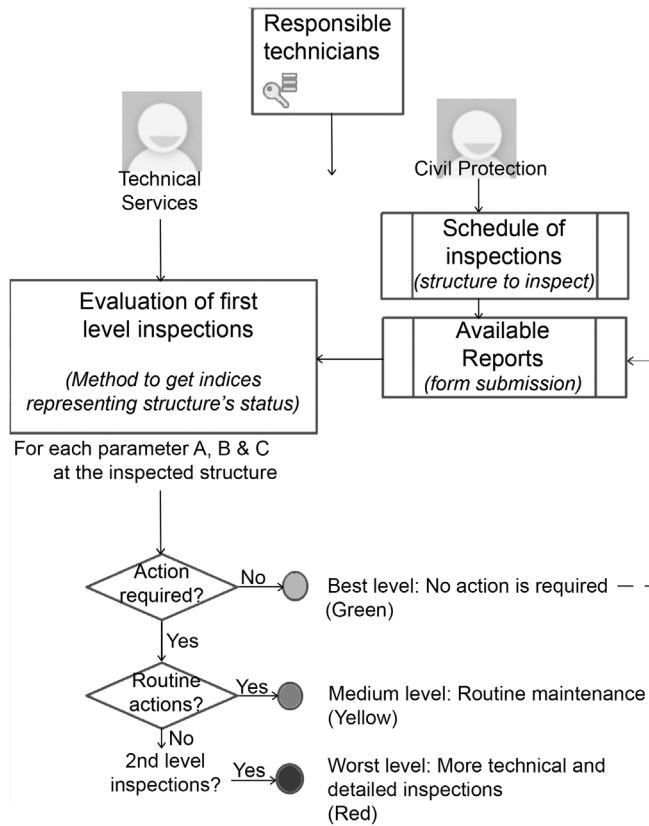 Responsible
technicians
Technical
Services
Civil Protection
Schedule of
inspections
(structure to inspect)
Evaluation of first
level inspections
(Method to get indices
representing structure's status)
Available
Reports
(form submission)
For each parameter A, B & C
at the inspected structure
Action
required?
No
Best level: No action is required
(Green)
Yes
Routine
actions?
Yes
Medium level: Routine maintenance
(Yellow)
No
2nd level
inspections?
Yes
Worst level: More technical and
detailed inspections
(Red)